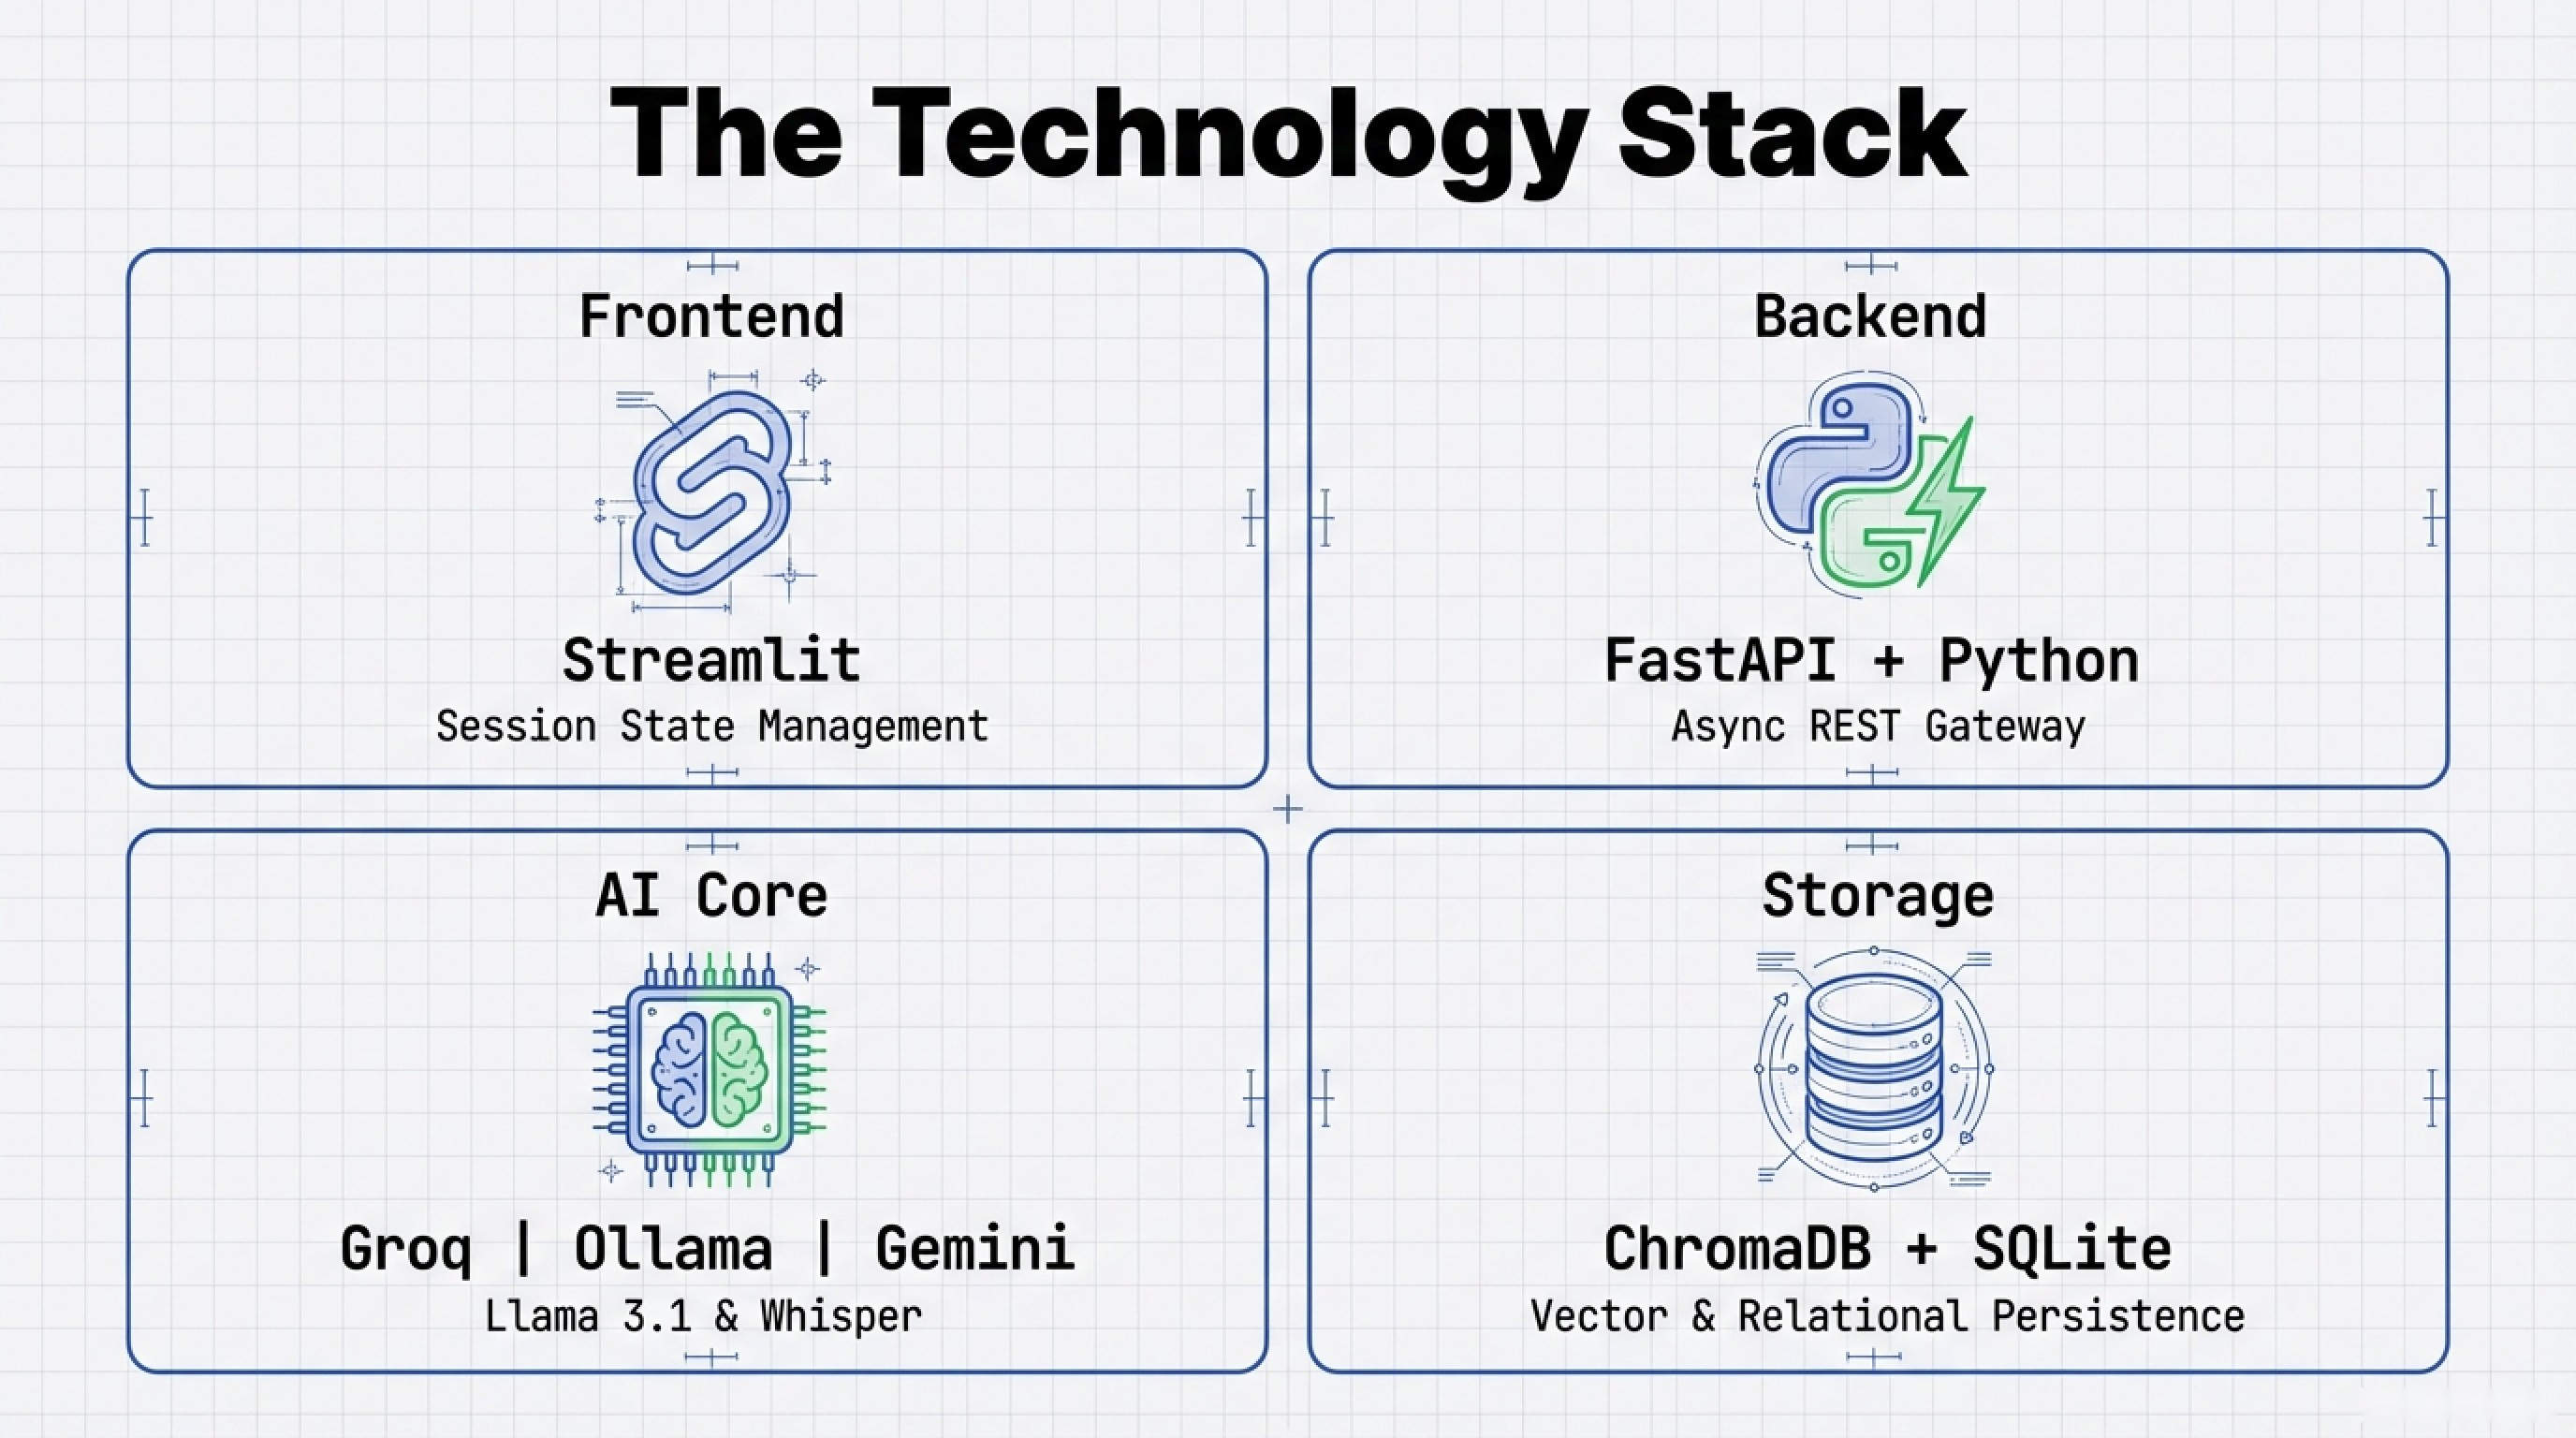 The Technology Stack
Frontend
Streamlit
Session State Management
Backend
FastAPI + Python
Async REST Gateway
AI Core
Groq | Ollama | Gemini
Llama 3.1 & Whisper
Storage
ChromaDB + SQLite
Vector & Relational Persistence